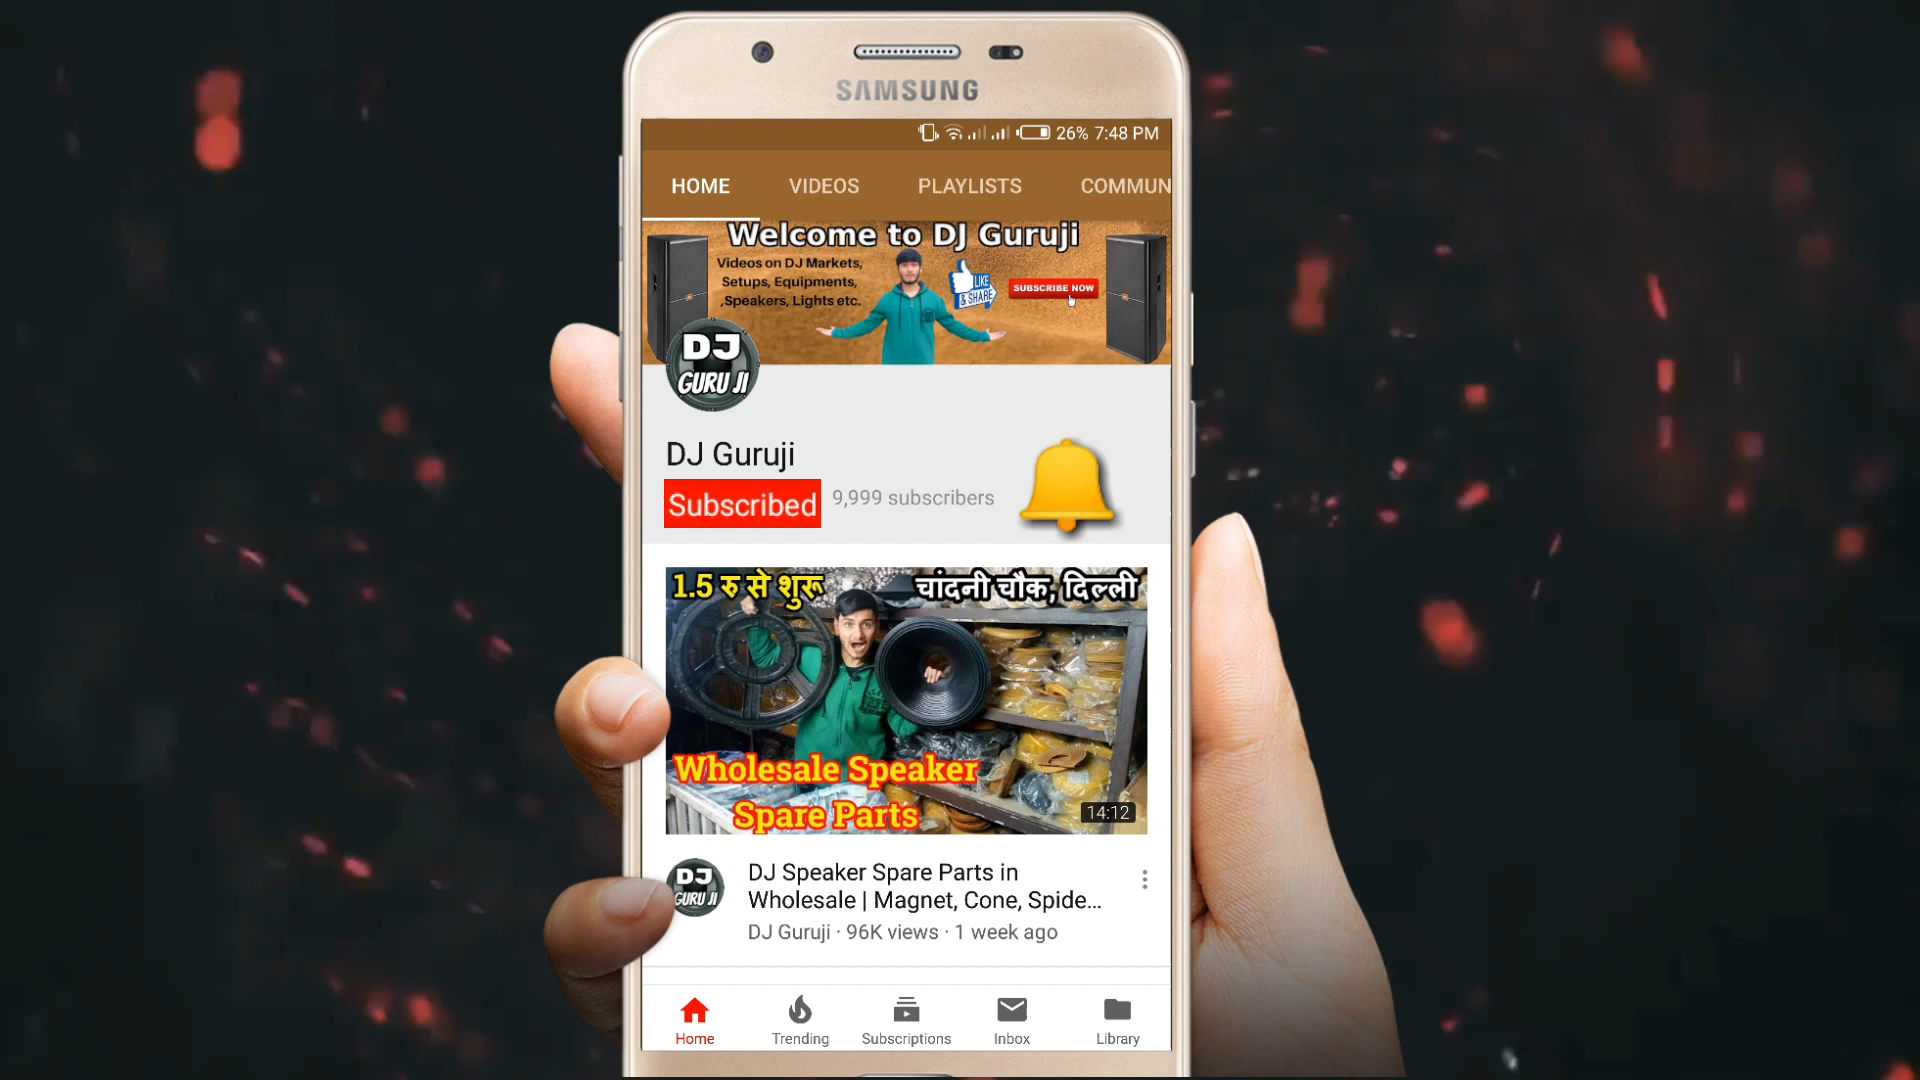 SAMSUNG
26% 7:48 PM
HOME VIDEOS PLAYLISTS COMMUN
Welcome to DJ Guruji
Videos on DJ Markets,
Setups, Equipments,
,Speakers, Lights etc.
LIKE
& SHARE
SUBSCRIBE NOW
DJ
GURU JI
DJ Guruji
Subscribed 9,999 subscribers
1.5 रु से शुरू चांदनी चौक, दिल्ली
Wholesale Speaker
Spare Parts
14:12
DJ
GURU JI
DJ Speaker Spare Parts in
Wholesale | Magnet, Cone, Spide...
DJ Guruji · 96K views · 1 week ago
Home Trending Subscriptions Inbox Library